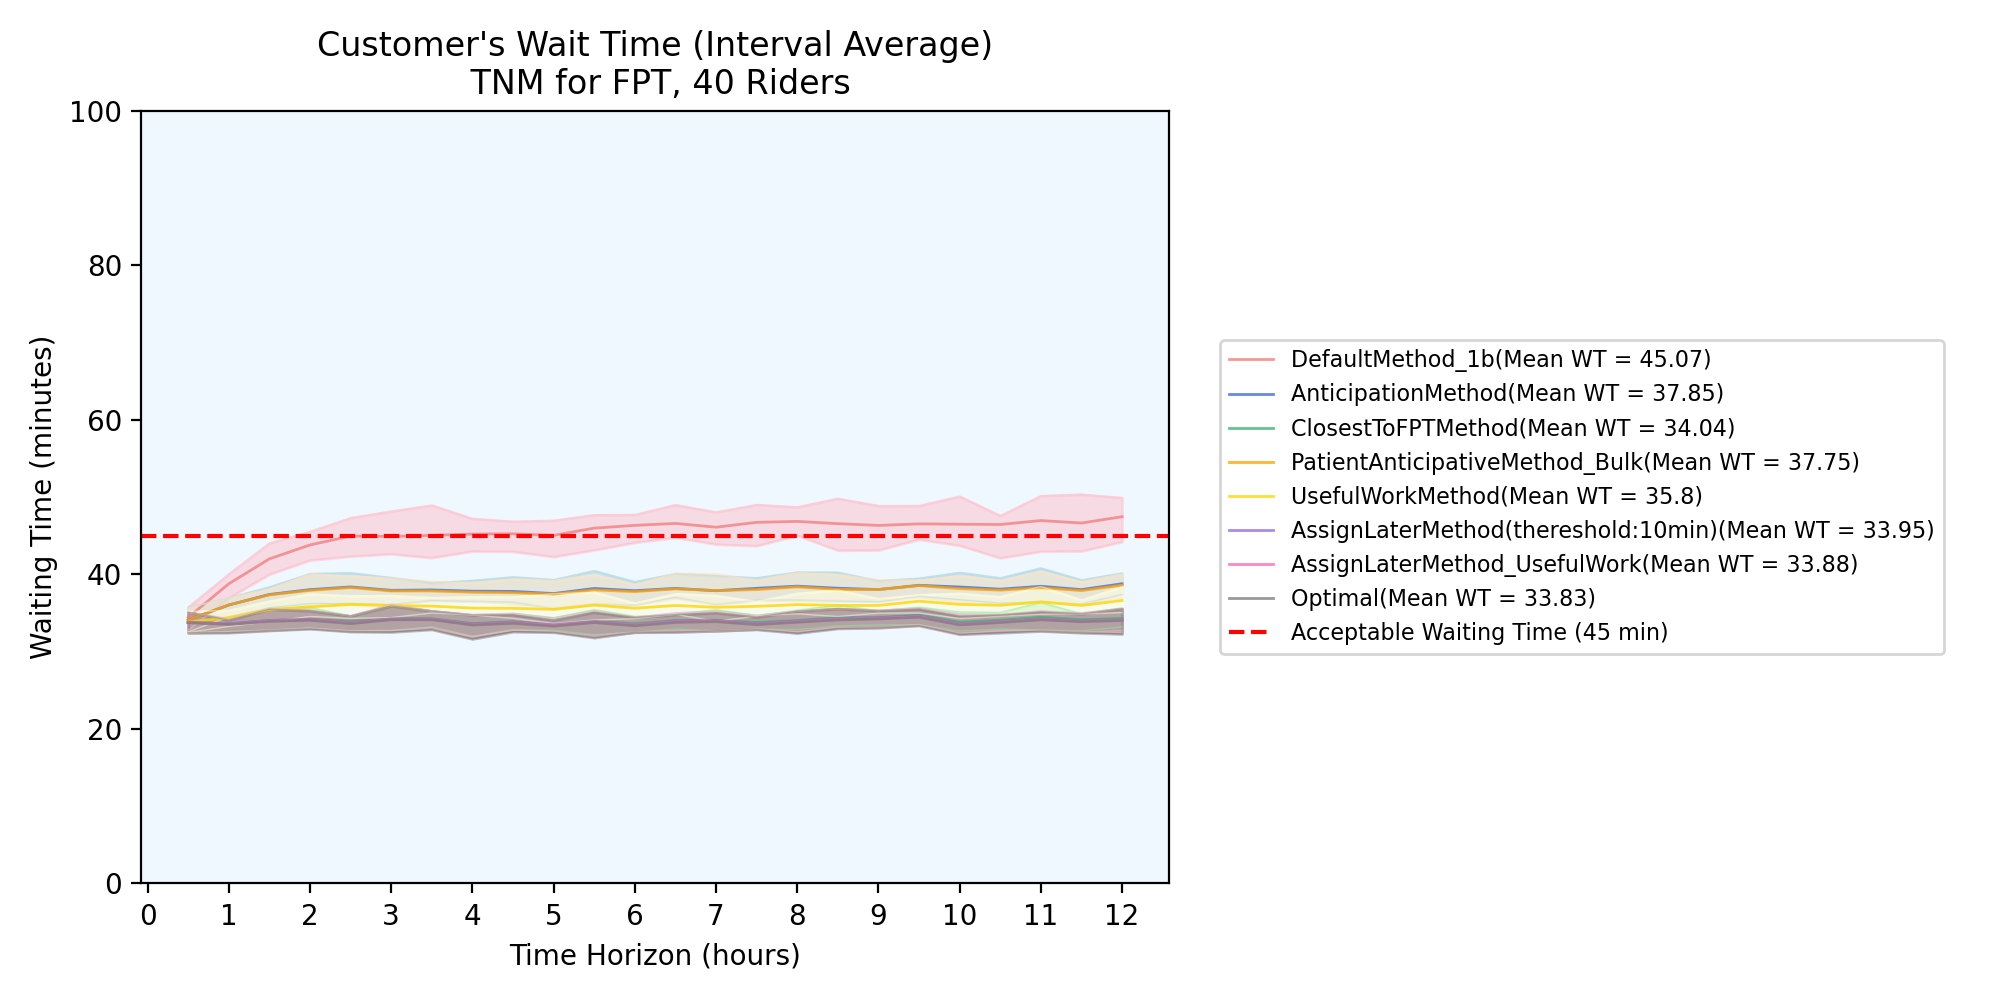 Customer's Wait Time (Interval Average)
TNM for FPT, 40 Riders
Waiting Time (minutes)
100
80
60
40
20
0
0 1 2 3 4 5 6 7 8 9 10 11 12
Time Horizon (hours)
DefaultMethod_1b(Mean WT = 45.07)
AnticipationMethod(Mean WT = 37.85)
ClosestToFPTMethod(Mean WT = 34.04)
PatientAnticipativeMethod_Bulk(Mean WT = 37.75)
UsefulWorkMethod(Mean WT = 35.8)
AssignLaterMethod(thereshold:10min)(Mean WT = 33.95)
AssignLaterMethod_UsefulWork(Mean WT = 33.88)
Optimal(Mean WT = 33.83)
Acceptable Waiting Time (45 min)